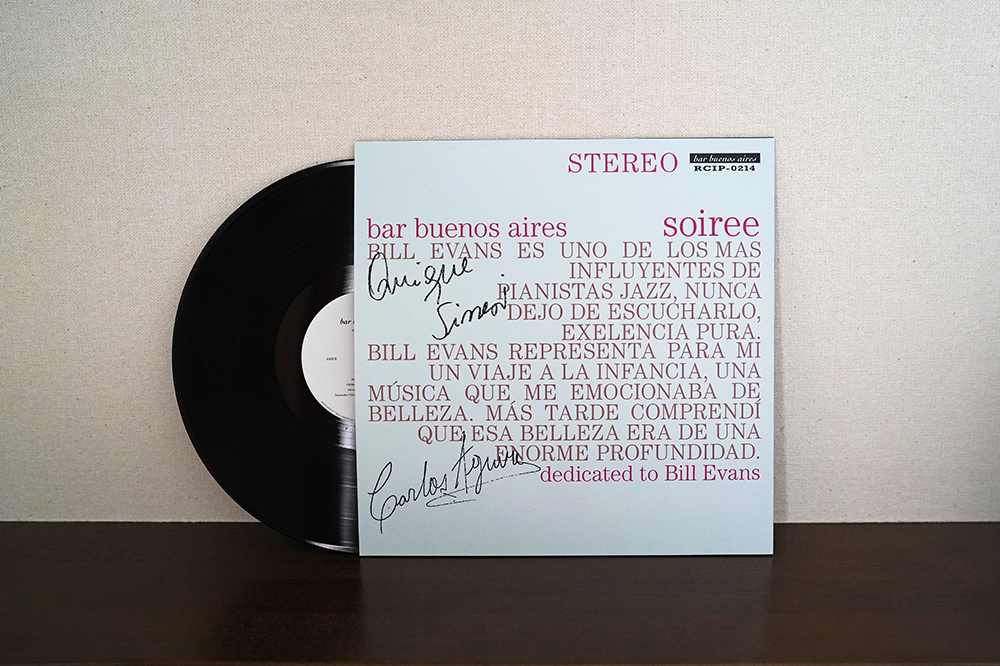 STEREO
bar buenos aires
RCIP-0214
bar buenos aires soiree
BILL EVANS ES UNO DE LOS MAS
INFLUYENTES DE
PIANISTAS JAZZ, NUNCA
DEJO DE ESCUCHARLO,
EXELENCIA PURA.
BILL EVANS REPRESENTA PARA MI
UN VIAJE A LA INFANCIA, UNA
MÚSICA QUE ME EMOCIONABA DE
BELLEZA. MÁS TARDE COMPRENDÍ
QUE ESA BELLEZA ERA DE UNA
ENORME PROFUNDIDAD.
dedicated to Bill Evans
Quique
Sinesi
Carlos Aguirre
bar b